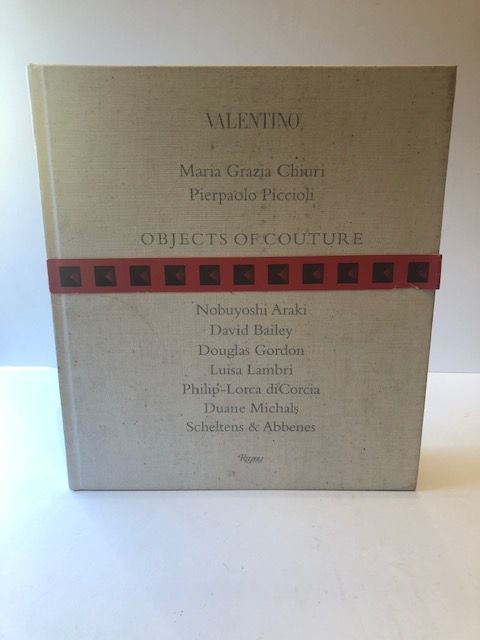 VALENTINO
Maria Grazia Chiuri
Pierpaolo Piccioli
OBJECTS OF COUTURE
Nobuyoshi Araki
David Bailey
Douglas Gordon
Luisa Lambri
Philip-Lorca diCorcia
Duane Michals
Scheltens & Abbenes
Rizzoli